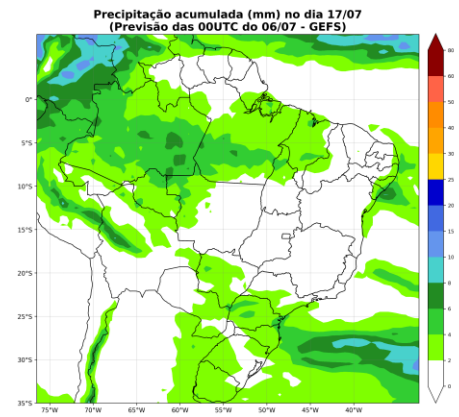 Precipitação acumulada (mm) no dia 17/07
(Previsão das 00UTC do 06/07 - GEFS)
80
60
50
40
30
25
20
15
10
8
6
4
2
0
0°
5°S
10°S
15°S
20°S
25°S
30°S
35°S
75°W 70°W 65°W 60°W 55°W 50°W 45°W 40°W 35°W